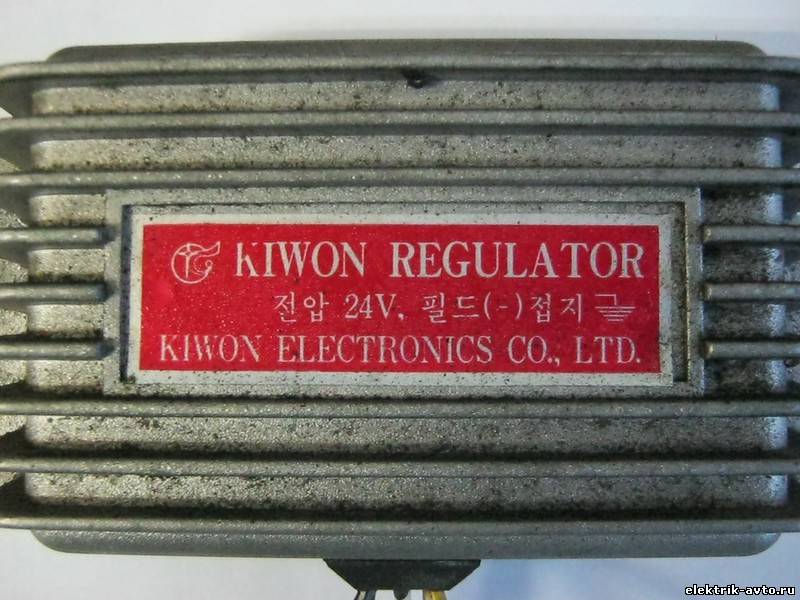 KIWON REGULATOR
전압 24V. 필드(-)접지
KIWON ELECTRONICS CO., LTD.
elektrik-avto.ru